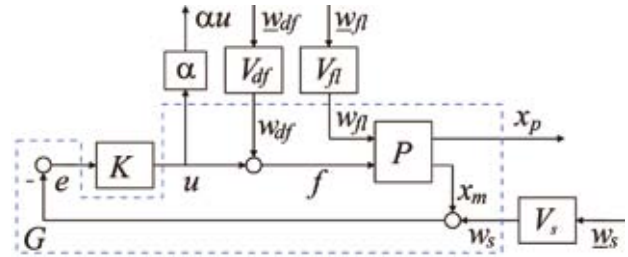 αu w_df w_fl
α V_df V_fl
w_df w_fl x_p
- e K u f P
x_m
G w_s V_s w_s